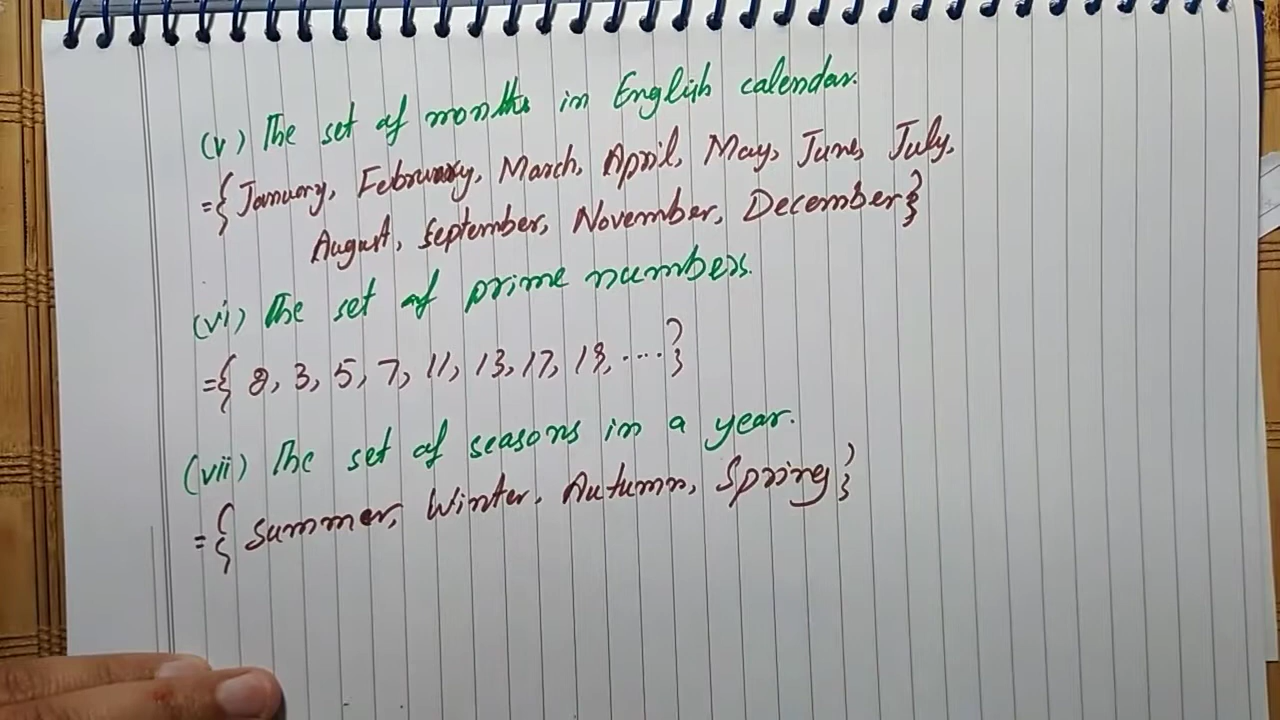 (v) The set of months in English calendar.
={January, February, March, April, May, June, July,
August, September, November, December}
(vi) The set of prime numbers.
={ 2, 3, 5, 7, 11, 13, 17, 19, .... }
(vii) The set of seasons in a year.
={ Summer, Winter, Autumn, Spring}